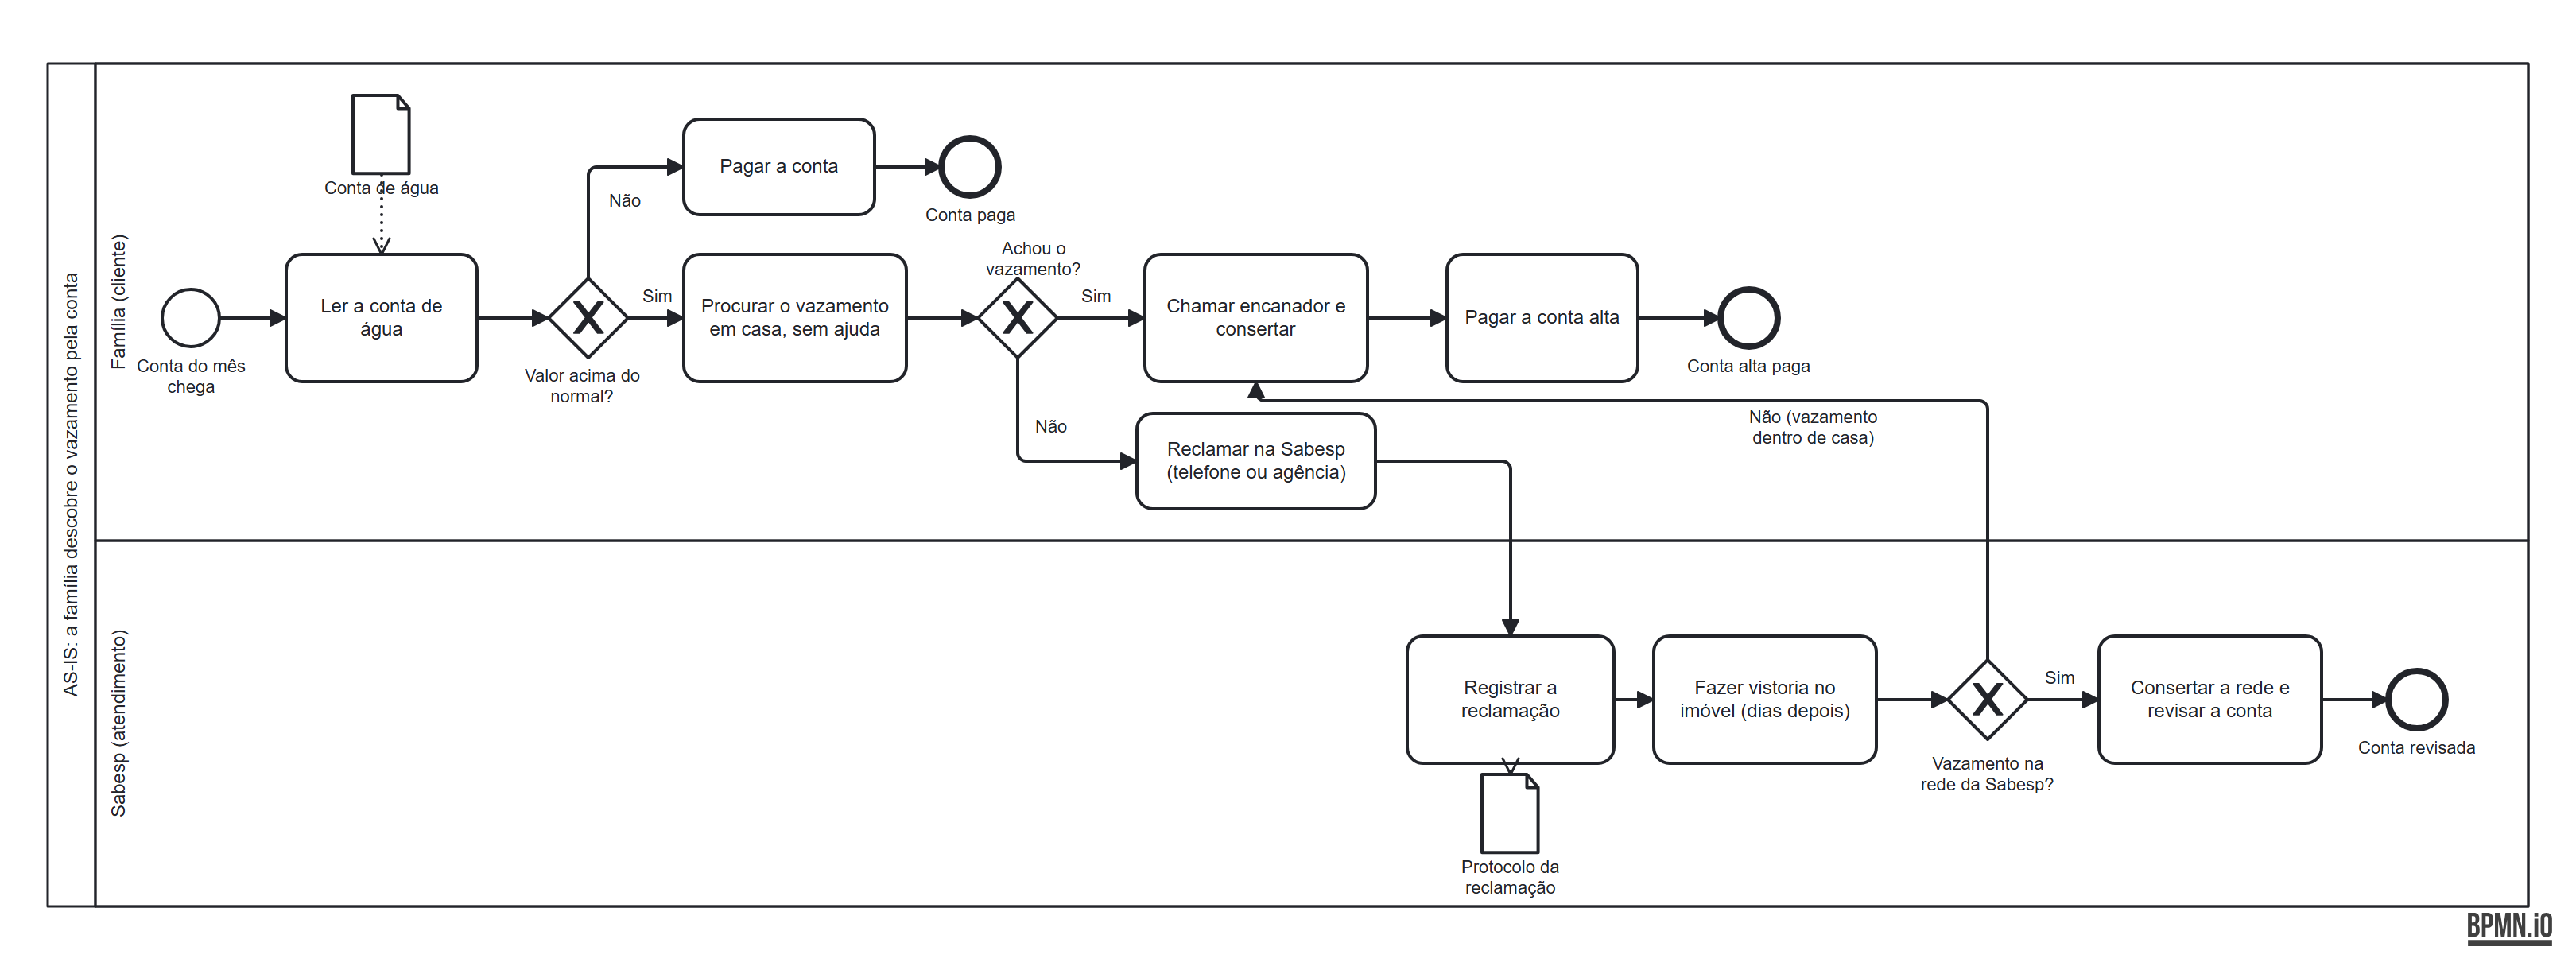 AS-IS: a família descobre o vazamento pela conta
Família (cliente)
Conta de água
Conta do mês
chega
Ler a conta de
água
Valor acima do
normal?
Não
Pagar a conta
Conta paga
Sim
Procurar o vazamento
em casa, sem ajuda
Achou o
vazamento?
Sim
Chamar encanador e
consertar
Pagar a conta alta
Conta alta paga
Não
Reclamar na Sabesp
(telefone ou agência)
Não (vazamento
dentro de casa)
Sabesp (atendimento)
Registrar a
reclamação
Protocolo da
reclamação
Fazer vistoria no
imóvel (dias depois)
Vazamento na
rede da Sabesp?
Sim
Consertar a rede e
revisar a conta
Conta revisada
BPMN.iO